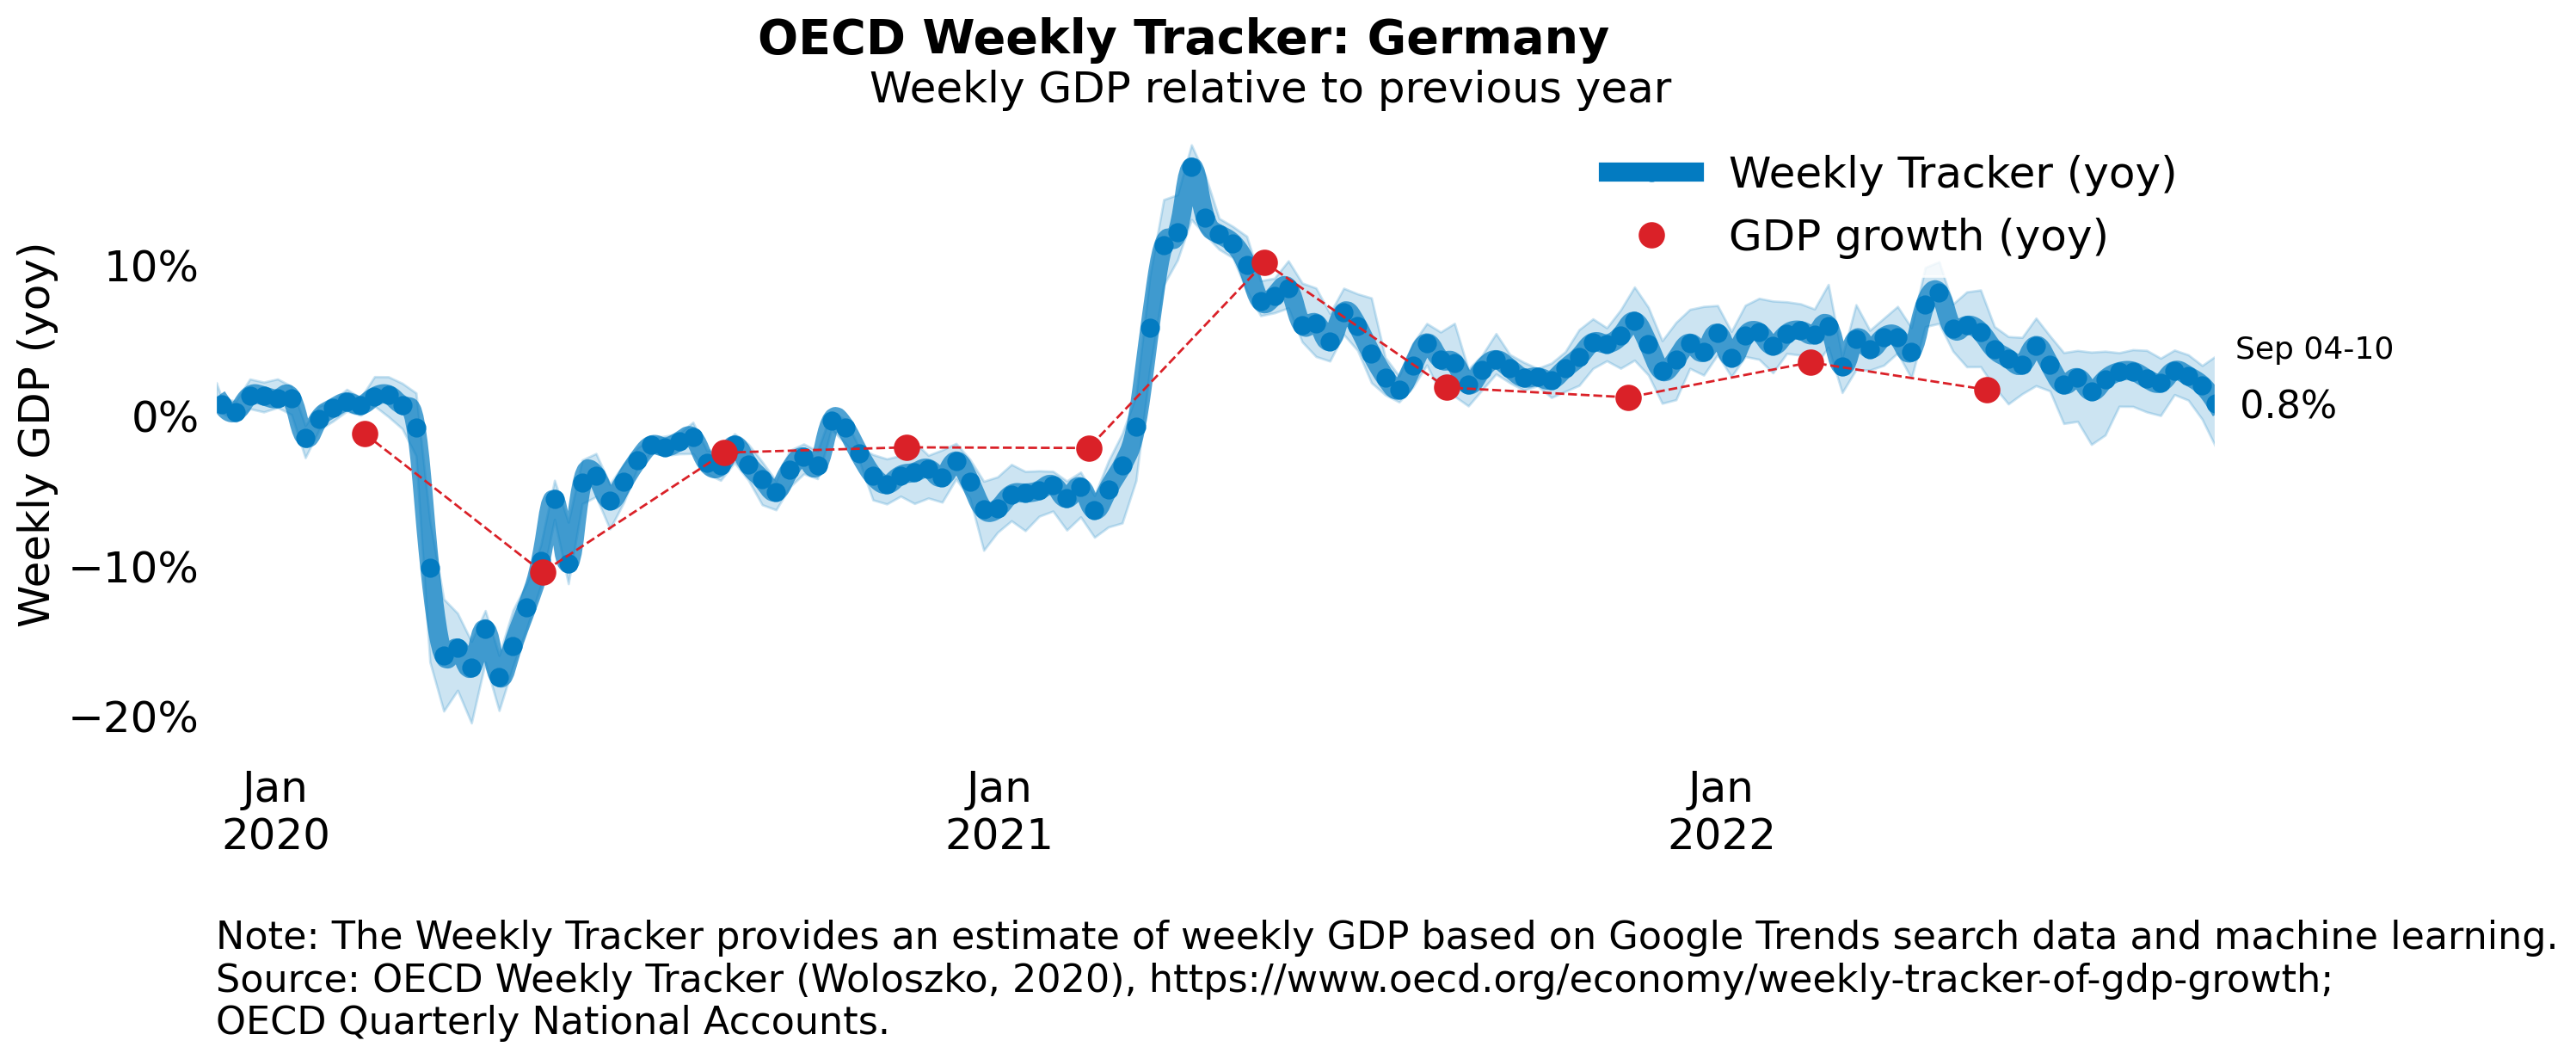 OECD Weekly Tracker: Germany
Weekly GDP relative to previous year
Weekly Tracker (yoy)
GDP growth (yoy)
Weekly GDP (yoy)
10%
0%
−10%
−20%
Sep 04-10
0.8%
Jan
2020
Jan
2021
Jan
2022
Note: The Weekly Tracker provides an estimate of weekly GDP based on Google Trends search data and machine learning.
Source: OECD Weekly Tracker (Woloszko, 2020), https://www.oecd.org/economy/weekly-tracker-of-gdp-growth;
OECD Quarterly National Accounts.